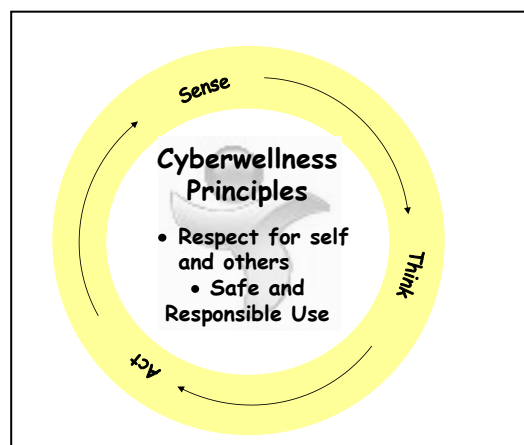 Sense
Cyberwellness
Principles
• Respect for self
and others
• Safe and
Responsible Use
Think
Act